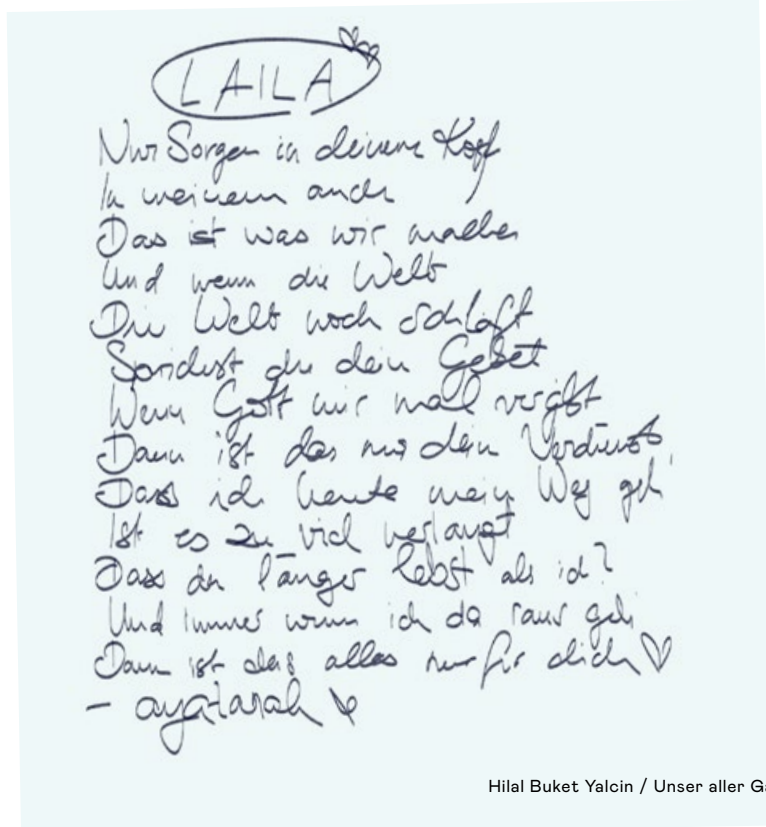 LAILA
Nur Sorgen in deinem Kopf
In meinem auch
Das ist was wir machen
Und wenn die Welt
Die Welt noch schläft
Sprichst du dein Gebet
Wenn Gott mir mal vergibt
Dann ist das nur dein Verdienst
Dass ich heute mein Weg geh'
Ist es zu viel verlangt
Dass du länger lebst als ich?
Und immer wenn ich da raus geh
Dann ist das alles nur für dich
Hilal Buket Yalcin / Unser aller Ga